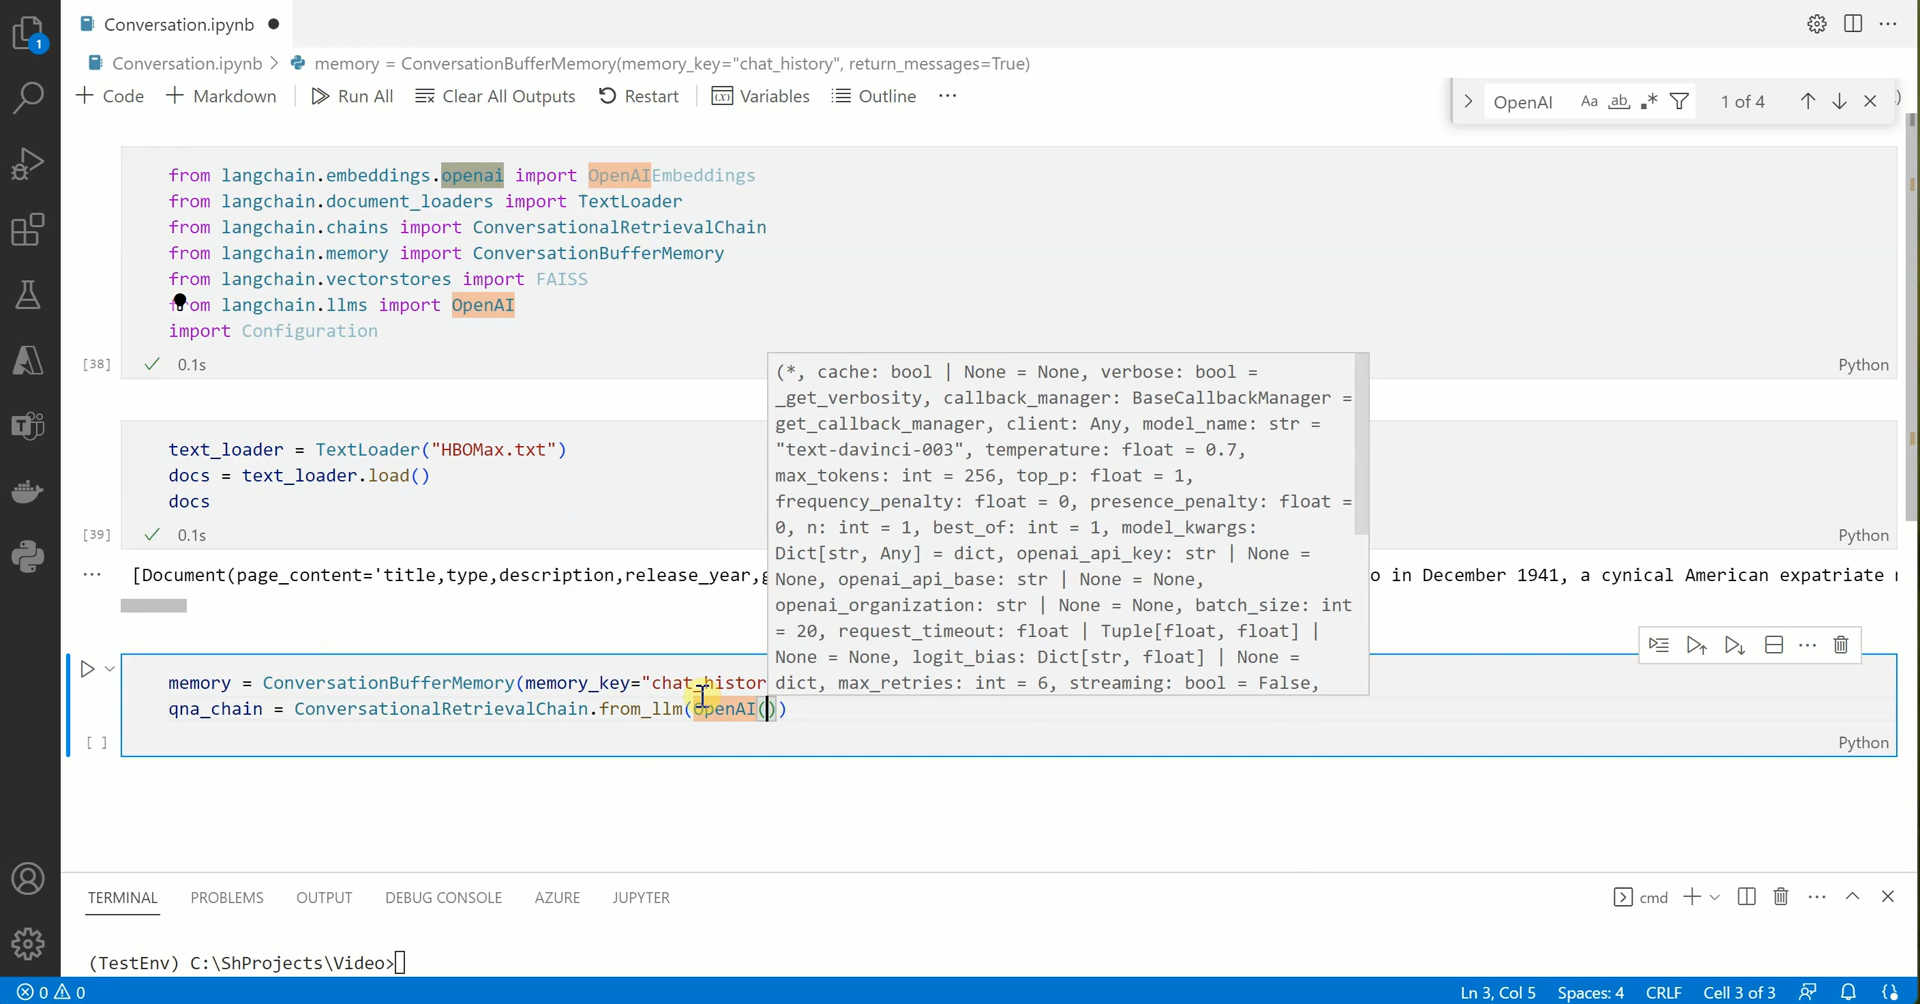 Conversation.ipynb
1
Conversation.ipynb > memory = ConversationBufferMemory(memory_key="chat_history", return_messages=True)
+ Code + Markdown Run All Clear All Outputs Restart Variables Outline ...
OpenAI Aa ab 1 of 4
from langchain.embeddings.openai import OpenAIEmbeddings
from langchain.document_loaders import TextLoader
from langchain.chains import ConversationalRetrievalChain
from langchain.memory import ConversationBufferMemory
from langchain.vectorstores import FAISS
from langchain.llms import OpenAI
import Configuration
[38] 0.1s Python
text_loader = TextLoader("HBOMax.txt")
docs = text_loader.load()
docs
[39] 0.1s Python
... [Document(page_content='title,type,description,release_year,g
o in December 1941, a cynical American expatriate
(*, cache: bool | None = None, verbose: bool =
_get_verbosity, callback_manager: BaseCallbackManager =
get_callback_manager, client: Any, model_name: str =
"text-davinci-003", temperature: float = 0.7,
max_tokens: int = 256, top_p: float = 1,
frequency_penalty: float = 0, presence_penalty: float =
0, n: int = 1, best_of: int = 1, model_kwargs:
Dict[str, Any] = dict, openai_api_key: str | None =
None, openai_api_base: str | None = None,
openai_organization: str | None = None, batch_size: int
= 20, request_timeout: float | Tuple[float, float] |
None = None, logit_bias: Dict[str, float] | None =
dict, max_retries: int = 6, streaming: bool = False,
memory = ConversationBufferMemory(memory_key="chat_histor
qna_chain = ConversationalRetrievalChain.from_llm(OpenAI())
[ ] Python
TERMINAL PROBLEMS OUTPUT DEBUG CONSOLE AZURE JUPYTER
cmd
(TestEnv) C:\ShProjects\Video>
0 0 Ln 3, Col 5 Spaces: 4 CRLF Cell 3 of 3